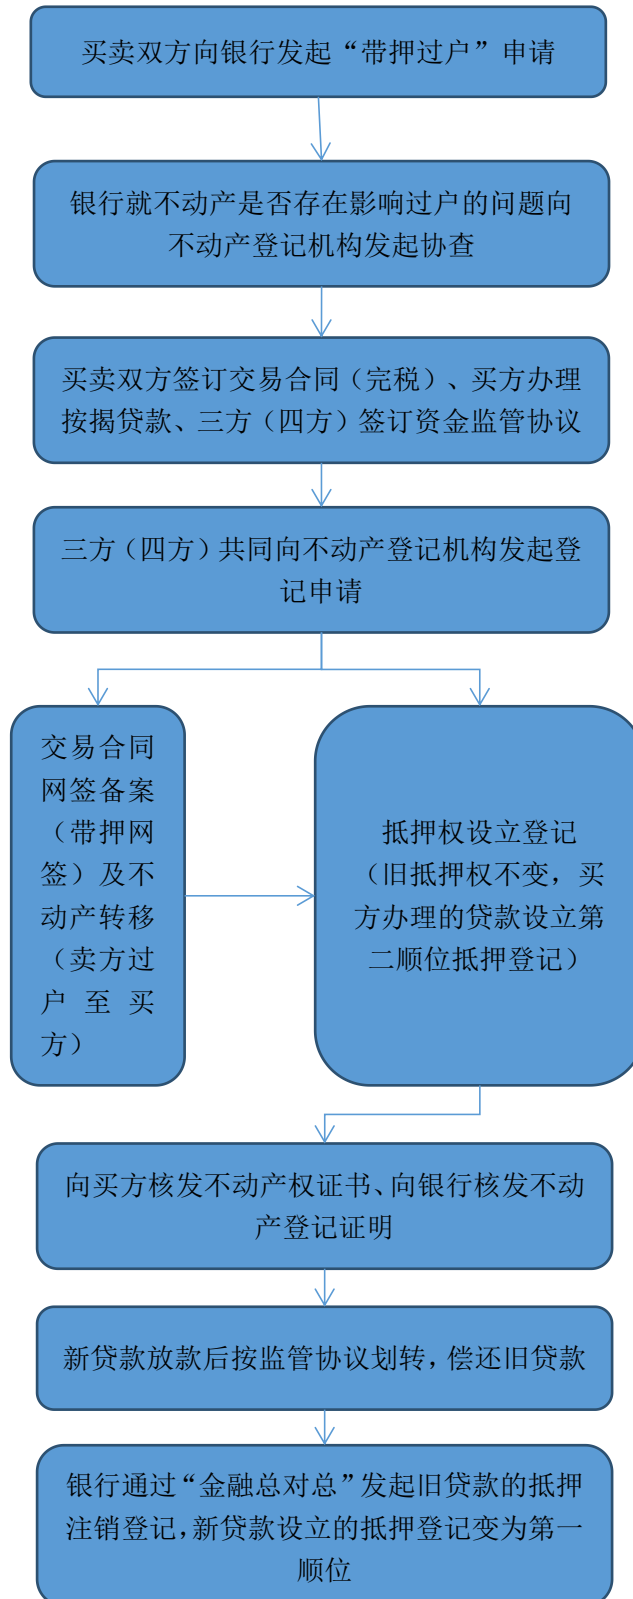 买卖双方向银行发起“带押过户”申请
银行就不动产是否存在影响过户的问题向
不动产登记机构发起协查
买卖双方签订交易合同（完税）、买方办理
按揭贷款、三方（四方）签订资金监管协议
三方（四方）共同向不动产登记机构发起登
记申请
交易合同
网签备案
（带押网
签）及不
动产转移
（卖方过
户至买
方）
抵押权设立登记
（旧抵押权不变，买
方办理的贷款设立第
二顺位抵押登记）
向买方核发不动产权证书、向银行核发不动
产登记证明
新贷款放款后按监管协议划转，偿还旧贷款
银行通过“金融总对总”发起旧贷款的抵押
注销登记，新贷款设立的抵押登记变为第一
顺位